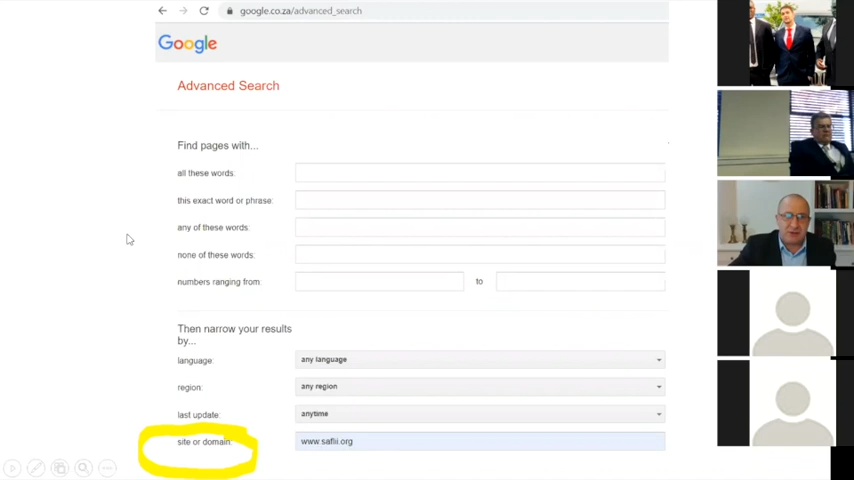 google.co.za/advanced_search
Google
Advanced Search
Find pages with...
all these words:
this exact word or phrase:
any of these words:
none of these words:
numbers ranging from:
to
Then narrow your results
by...
language:
any language
region:
any region
last update:
anytime
site or domain:
www.saflii.org